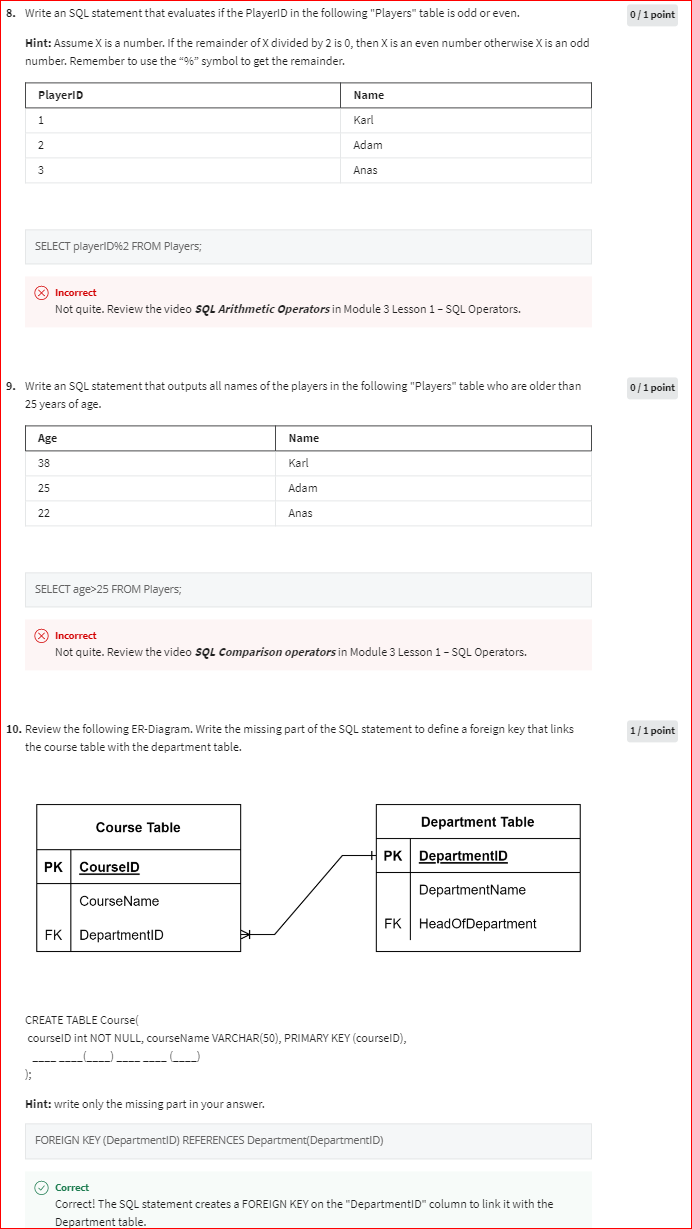 8. Write an SQL statement that evaluates if the PlayerID in the following "Players" table is odd or even.
0 / 1 point
Hint: Assume X is a number. If the remainder of X divided by 2 is 0, then X is an even number otherwise X is an odd
number. Remember to use the “%” symbol to get the remainder.
PlayerID Name
1 Karl
2 Adam
3 Anas
SELECT playerID%2 FROM Players;
Incorrect
Not quite. Review the video SQL Arithmetic Operators in Module 3 Lesson 1 – SQL Operators.
9. Write an SQL statement that outputs all names of the players in the following "Players" table who are older than
25 years of age.
0 / 1 point
Age Name
38 Karl
25 Adam
22 Anas
SELECT age>25 FROM Players;
Incorrect
Not quite. Review the video SQL Comparison operators in Module 3 Lesson 1 – SQL Operators.
10. Review the following ER-Diagram. Write the missing part of the SQL statement to define a foreign key that links
the course table with the department table.
1 / 1 point
Course Table
PK CourseID
CourseName
FK DepartmentID
Department Table
PK DepartmentID
DepartmentName
FK HeadOfDepartment
CREATE TABLE Course(
courseID int NOT NULL, courseName VARCHAR(50), PRIMARY KEY (courseID),
____ ____(____) ____ ____ (____)
);
Hint: write only the missing part in your answer.
FOREIGN KEY (DepartmentID) REFERENCES Department(DepartmentID)
Correct
Correct! The SQL statement creates a FOREIGN KEY on the "DepartmentID" column to link it with the
Department table.